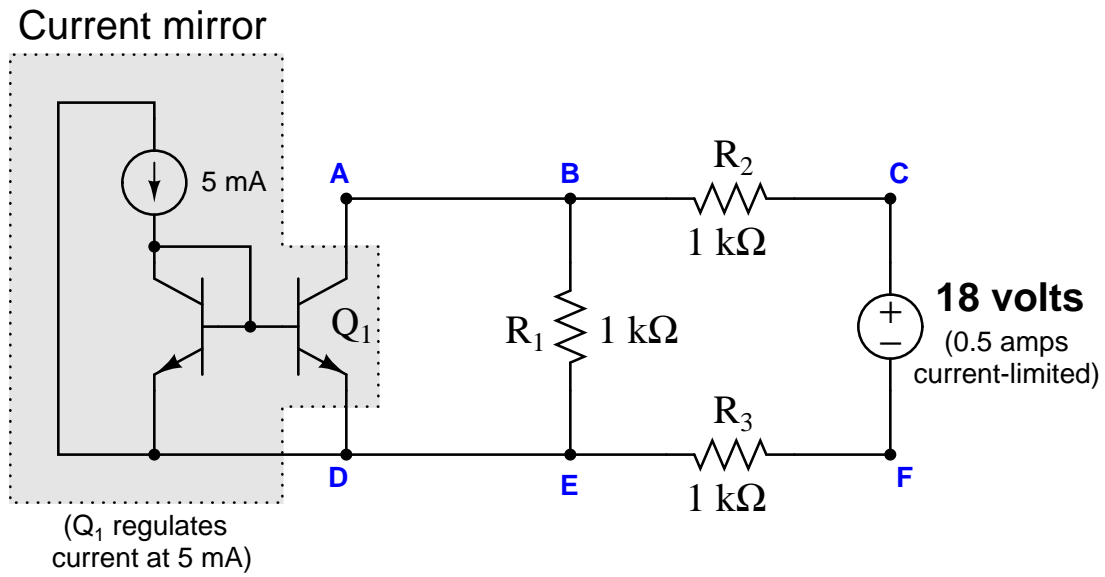 Current mirror
5 mA
A
B
R2
C
1 kΩ
Q1
R1
1 kΩ
+
−
18 volts
(0.5 amps
current-limited)
R3
D
E
F
1 kΩ
(Q1 regulates
current at 5 mA)